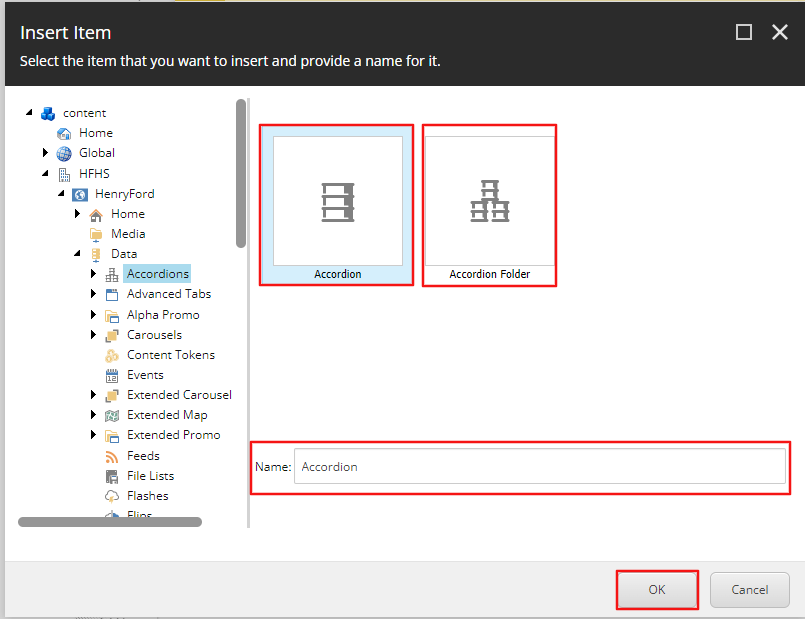 Insert Item
Select the item that you want to insert and provide a name for it.
content
Home
Global
HFHS
HenryFord
Home
Media
Data
Accordions
Advanced Tabs
Alpha Promo
Carousels
Content Tokens
Events
Extended Carousel
Extended Map
Extended Promo
Feeds
File Lists
Flashes
Flips
Accordion
Accordion Folder
Name: Accordion
OK
Cancel